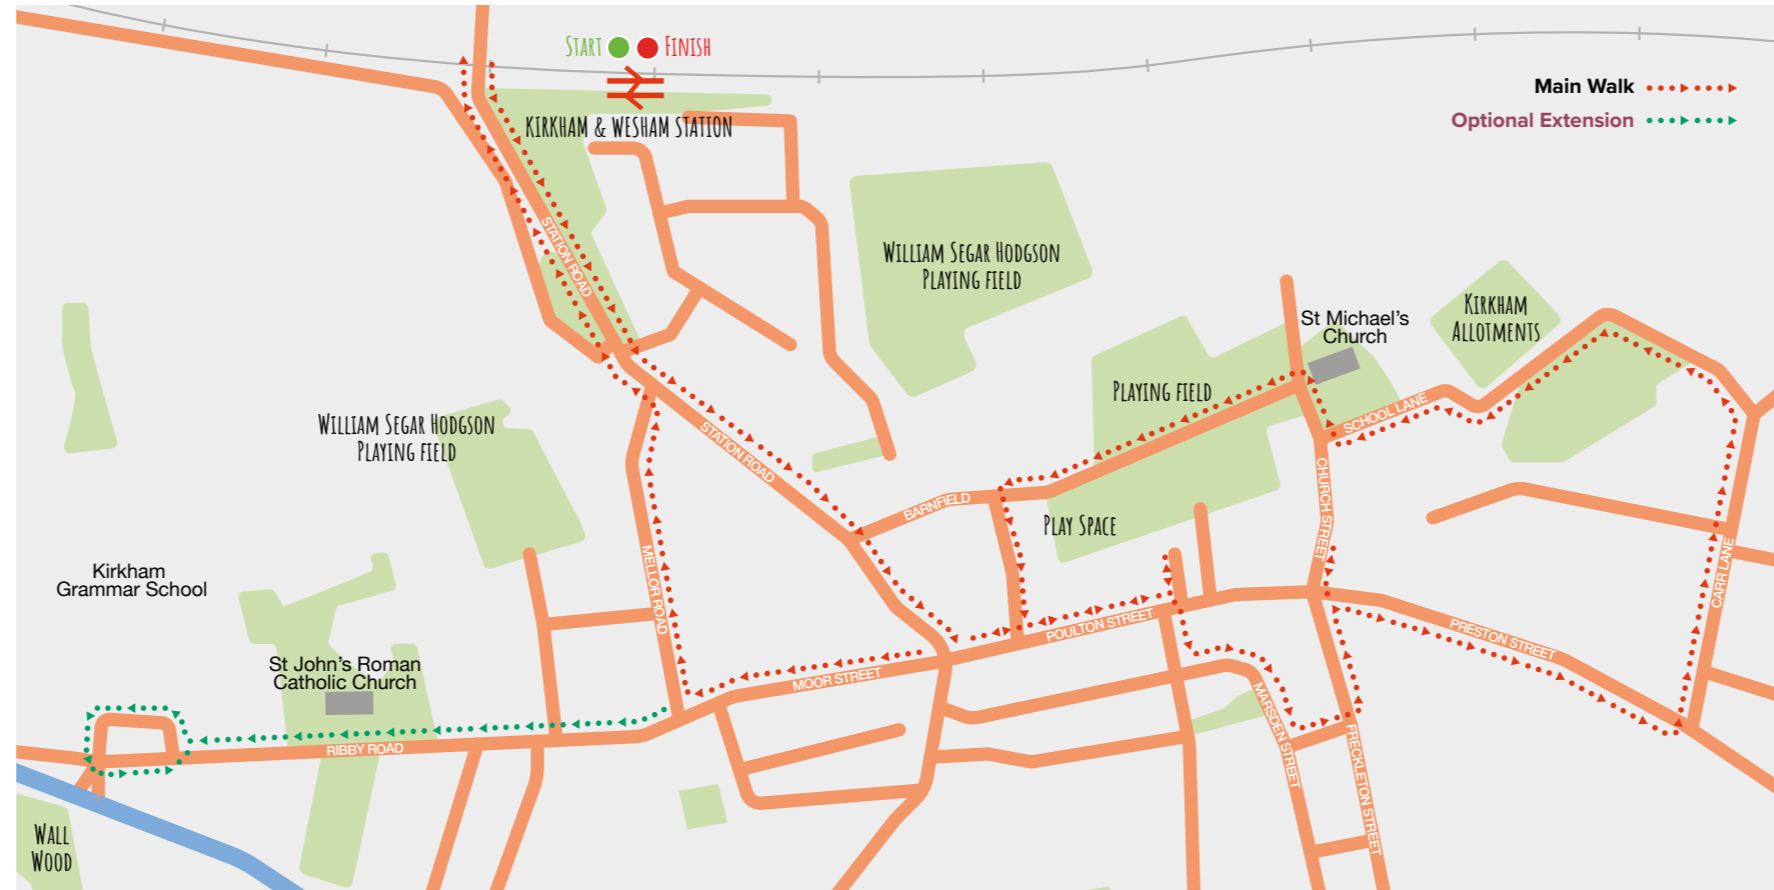 START
FINISH
KIRKHAM & WESHAM STATION
Main Walk
Optional Extension
STATION ROAD
WILLIAM SEGAR HODGSON
PLAYING FIELD
St Michael's
Church
KIRKHAM
ALLOTMENTS
PLAYING FIELD
SCHOOL LANE
WILLIAM SEGAR HODGSON
PLAYING FIELD
STATION ROAD
BARNFIELD
PLAY SPACE
CHURCH STREET
CARR LANE
MELLOR ROAD
Kirkham
Grammar School
POULTON STREET
PRESTON STREET
St John's Roman
Catholic Church
MOOR STREET
MARSDEN STREET
FRECKLETON STREET
RIBBY ROAD
WALL
WOOD